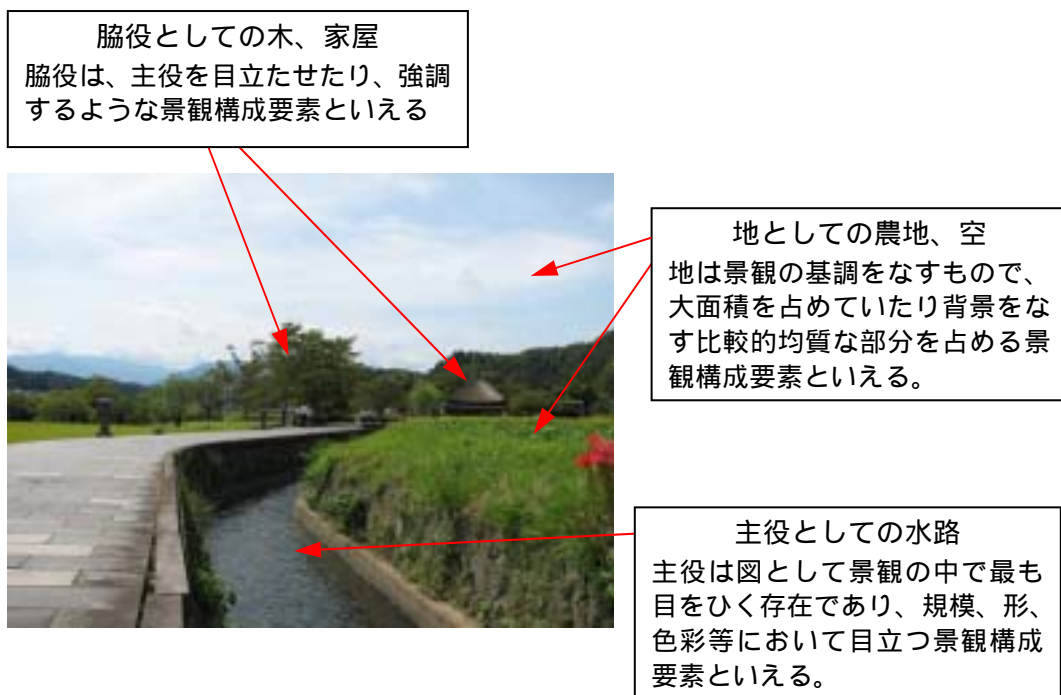 脇役としての木、家屋
脇役は、主役を目立たせたり、強調
するような景観構成要素といえる
地としての農地、空
地は景観の基調をなすもので、
大面積を占めていたり背景をな
す比較的均質な部分を占める景
観構成要素といえる。
主役としての水路
主役は図として景観の中で最も
目をひく存在であり、規模、形、
色彩等において目立つ景観構成
要素といえる。